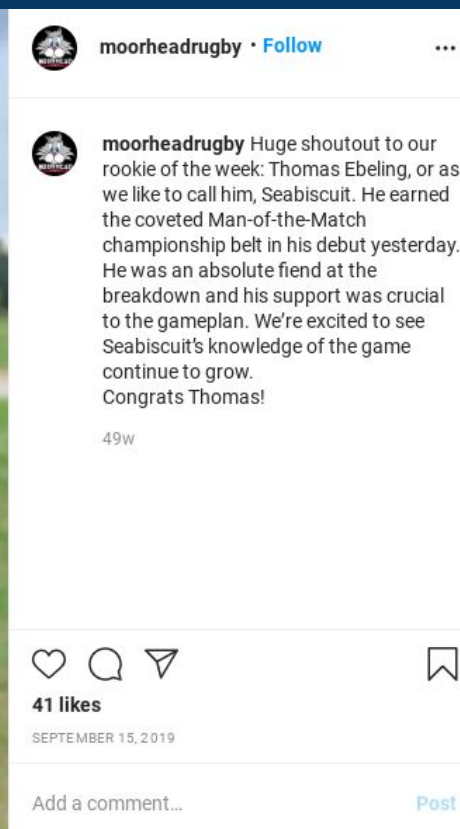 moorheadrugby • Follow
moorheadrugby Huge shoutout to our
rookie of the week: Thomas Ebeling, or as
we like to call him, Seabiscuit. He earned
the coveted Man-of-the-Match
championship belt in his debut yesterday.
He was an absolute fiend at the
breakdown and his support was crucial
to the gameplan. We’re excited to see
Seabiscuit’s knowledge of the game
continue to grow.
Congrats Thomas!
49w
41 likes
SEPTEMBER 15, 2019
Add a comment...
Post